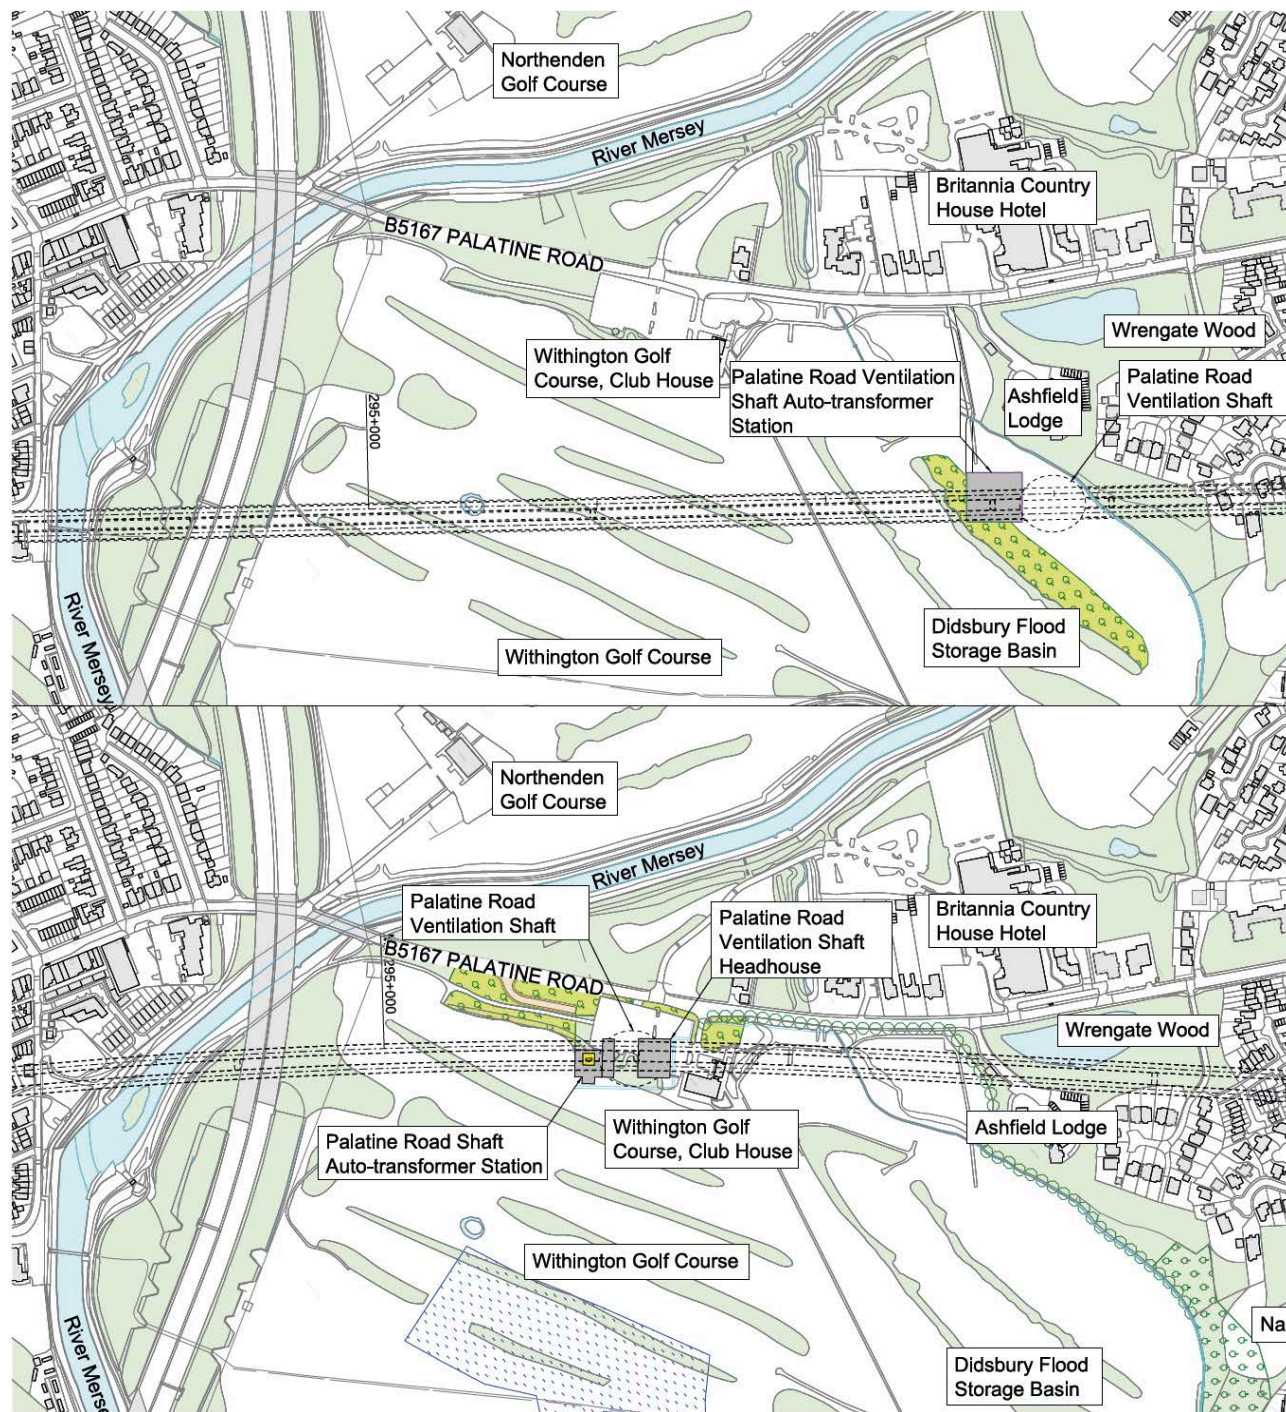 Northenden
Golf Course
River Mersey
Britannia Country
House Hotel
B5167 PALATINE ROAD
Wrengate Wood
Withington Golf
Course, Club House
Palatine Road Ventilation
Shaft Auto-transformer
Station
Ashfield
Lodge
Palatine Road
Ventilation Shaft
295+000
River Mersey
Didsbury Flood
Storage Basin
Withington Golf Course
Northenden
Golf Course
River Mersey
Palatine Road
Ventilation Shaft
Palatine Road
Ventilation Shaft
Headhouse
Britannia Country
House Hotel
B5167 PALATINE ROAD
295+000
Wrengate Wood
Palatine Road Shaft
Auto-transformer Station
Withington Golf
Course, Club House
Ashfield Lodge
Withington Golf Course
River Mersey
Na
Didsbury Flood
Storage Basin